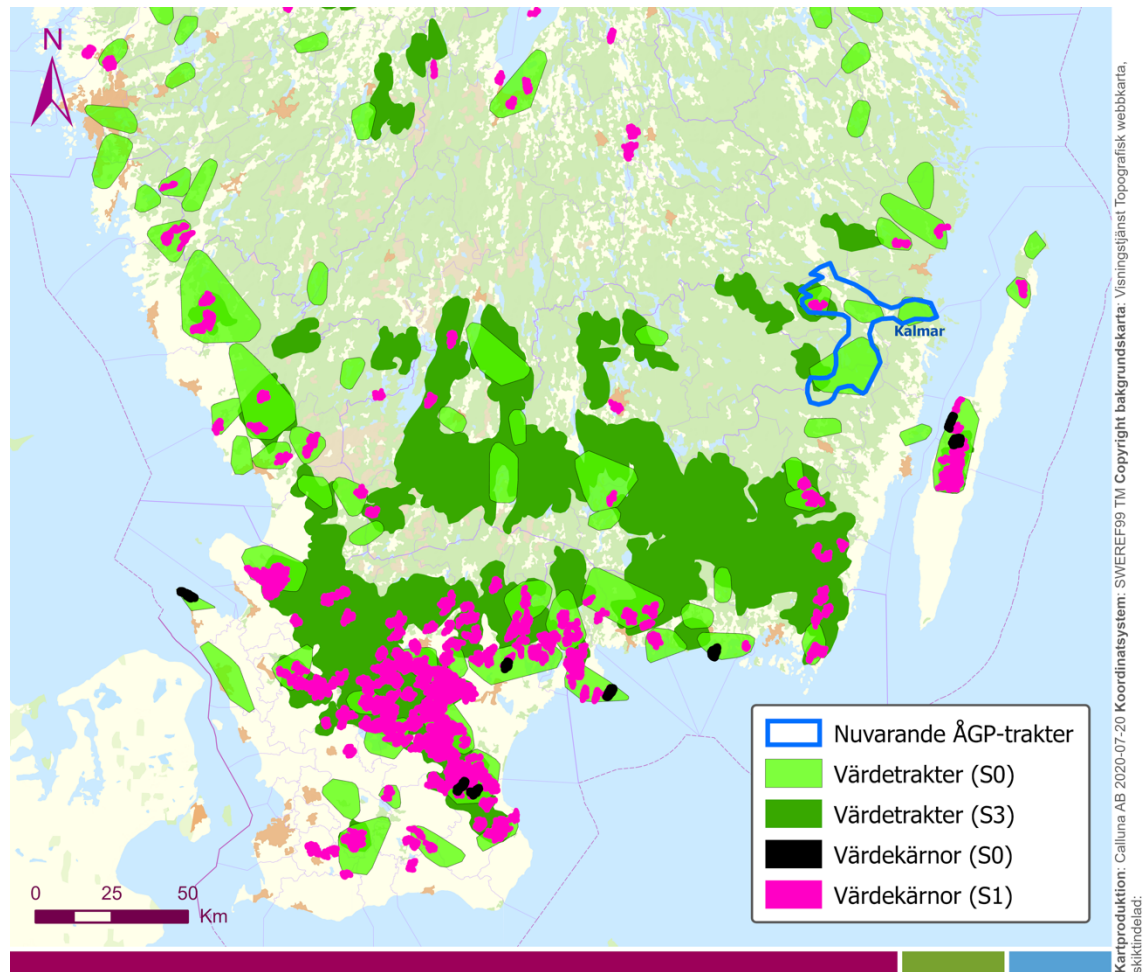 N
Kalmar
Nuvarande ÅGP-trakter
Värdetrakter (S0)
Värdetrakter (S3)
Värdekärnor (S0)
Värdekärnor (S1)
0 25 50
Km
Kartproduktion: Calluna AB 2020-07-20 Koordinatsystem: SWEREF99 TM Copyright bakgrundskarta: Visningstjänst Topografisk webbkarta,
skiktindelad: